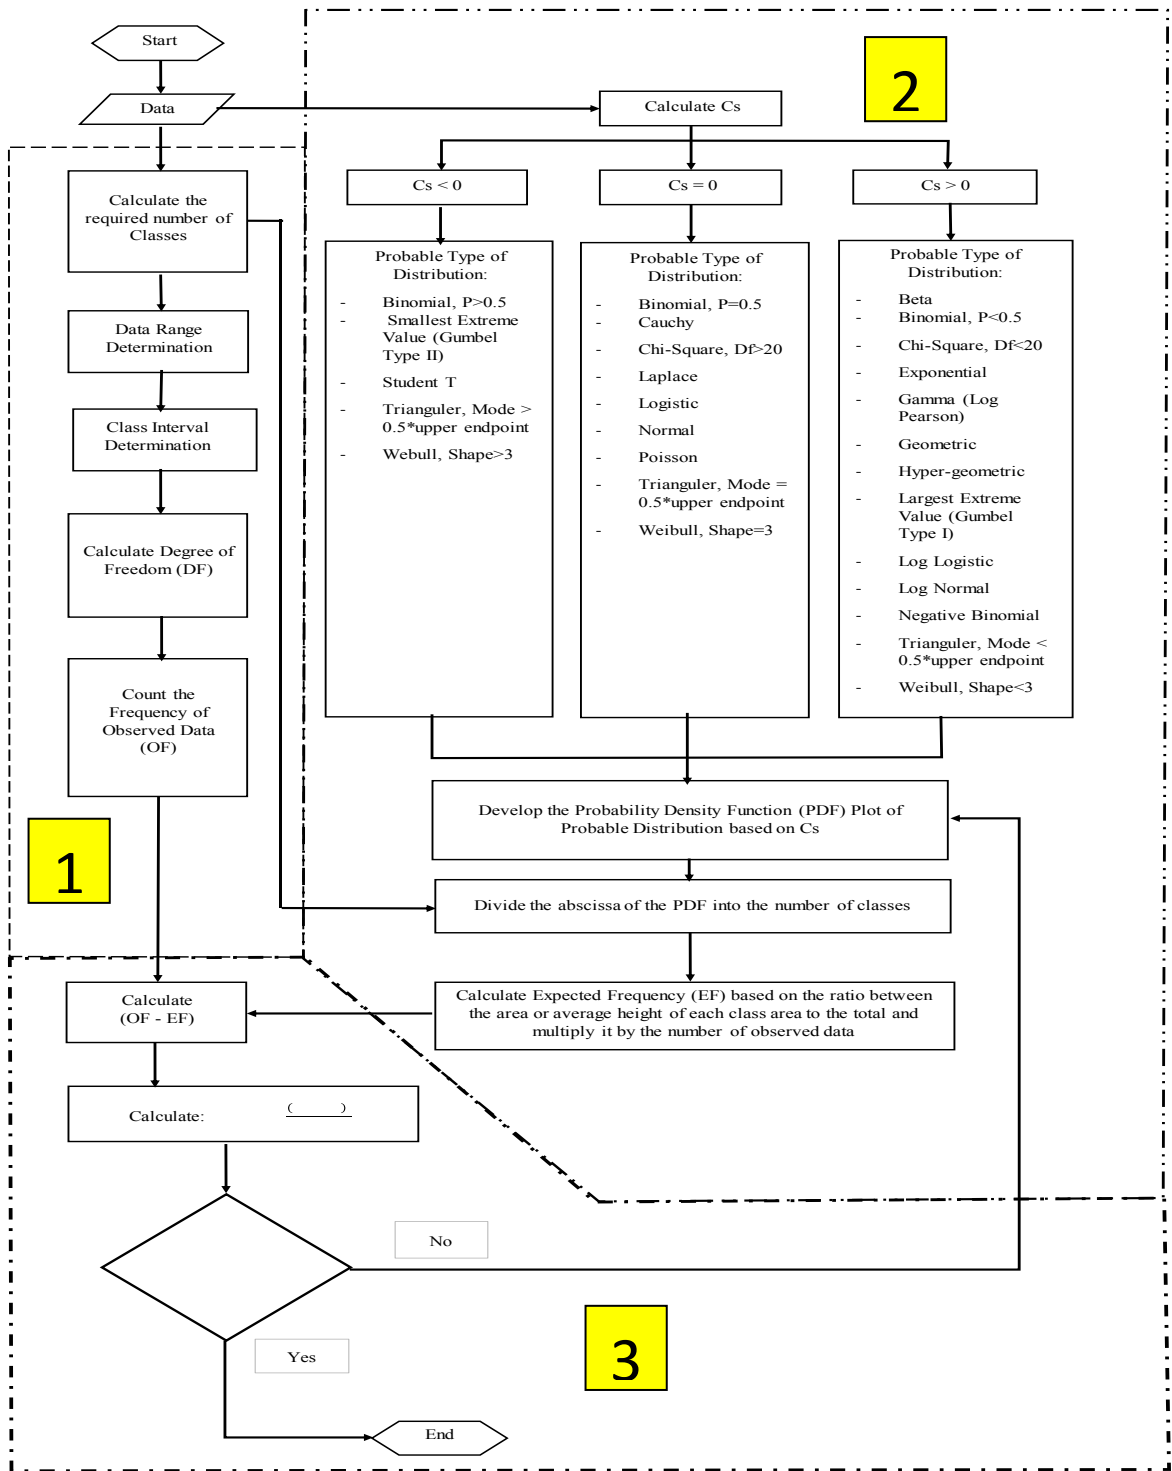 Start
Data
Calculate the
required number of
Classes
Data Range
Determination
Class Interval
Determination
Calculate Degree of
Freedom (DF)
Count the
Frequency of
Observed Data
(OF)
1
2
Calculate Cs
Cs < 0
Cs = 0
Cs > 0
Probable Type of
Distribution:
- Binomial, P>0.5
- Smallest Extreme
Value (Gumbel
Type II)
- Student T
- Trianguler, Mode >
0.5*upper endpoint
- Webull, Shape>3
Probable Type of
Distribution:
- Binomial, P=0.5
- Cauchy
- Chi-Square, Df>20
- Laplace
- Logistic
- Normal
- Poisson
- Trianguler, Mode =
0.5*upper endpoint
- Weibull, Shape=3
Probable Type of
Distribution:
- Beta
- Binomial, P<0.5
- Chi-Square, Df<20
- Exponential
- Gamma (Log
Pearson)
- Geometric
- Hyper-geometric
- Largest Extreme
Value (Gumbel
Type I)
- Log Logistic
- Log Normal
- Negative Binomial
- Trianguler, Mode <
0.5*upper endpoint
- Weibull, Shape<3
Develop the Probability Density Function (PDF) Plot of
Probable Distribution based on Cs
Divide the abscissa of the PDF into the number of classes
Calculate Expected Frequency (EF) based on the ratio between
the area or average height of each class area to the total and
multiply it by the number of observed data
Calculate
(OF - EF)
Calculate: ( )
No
Yes
3
End